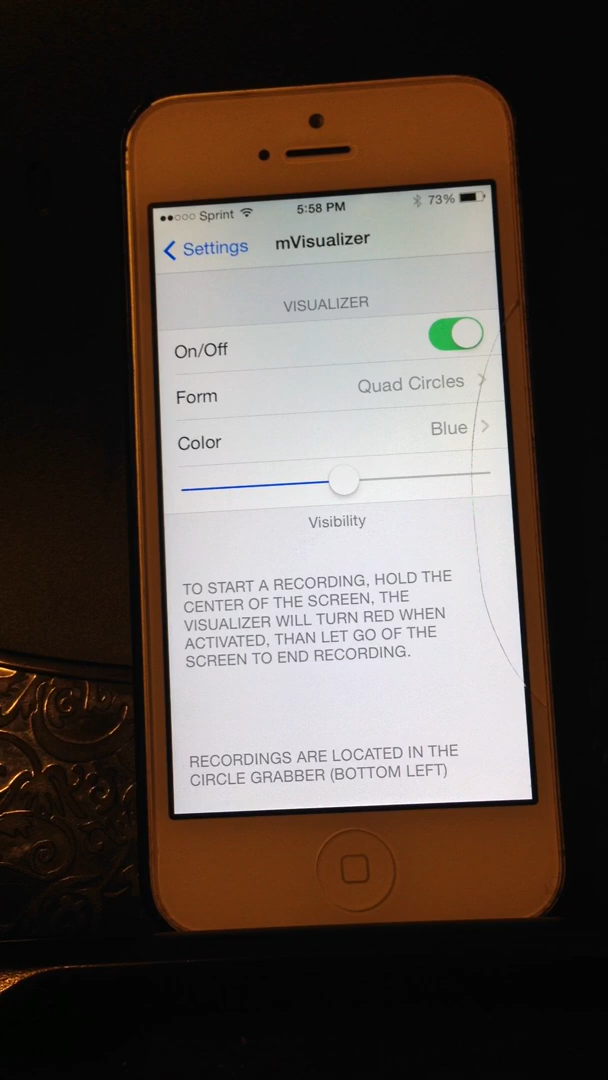 Sprint 5:58 PM 73%
Settings mVisualizer
VISUALIZER
On/Off
Form Quad Circles
Color Blue
Visibility
TO START A RECORDING, HOLD THE
CENTER OF THE SCREEN, THE
VISUALIZER WILL TURN RED WHEN
ACTIVATED, THAN LET GO OF THE
SCREEN TO END RECORDING.
RECORDINGS ARE LOCATED IN THE
CIRCLE GRABBER (BOTTOM LEFT)